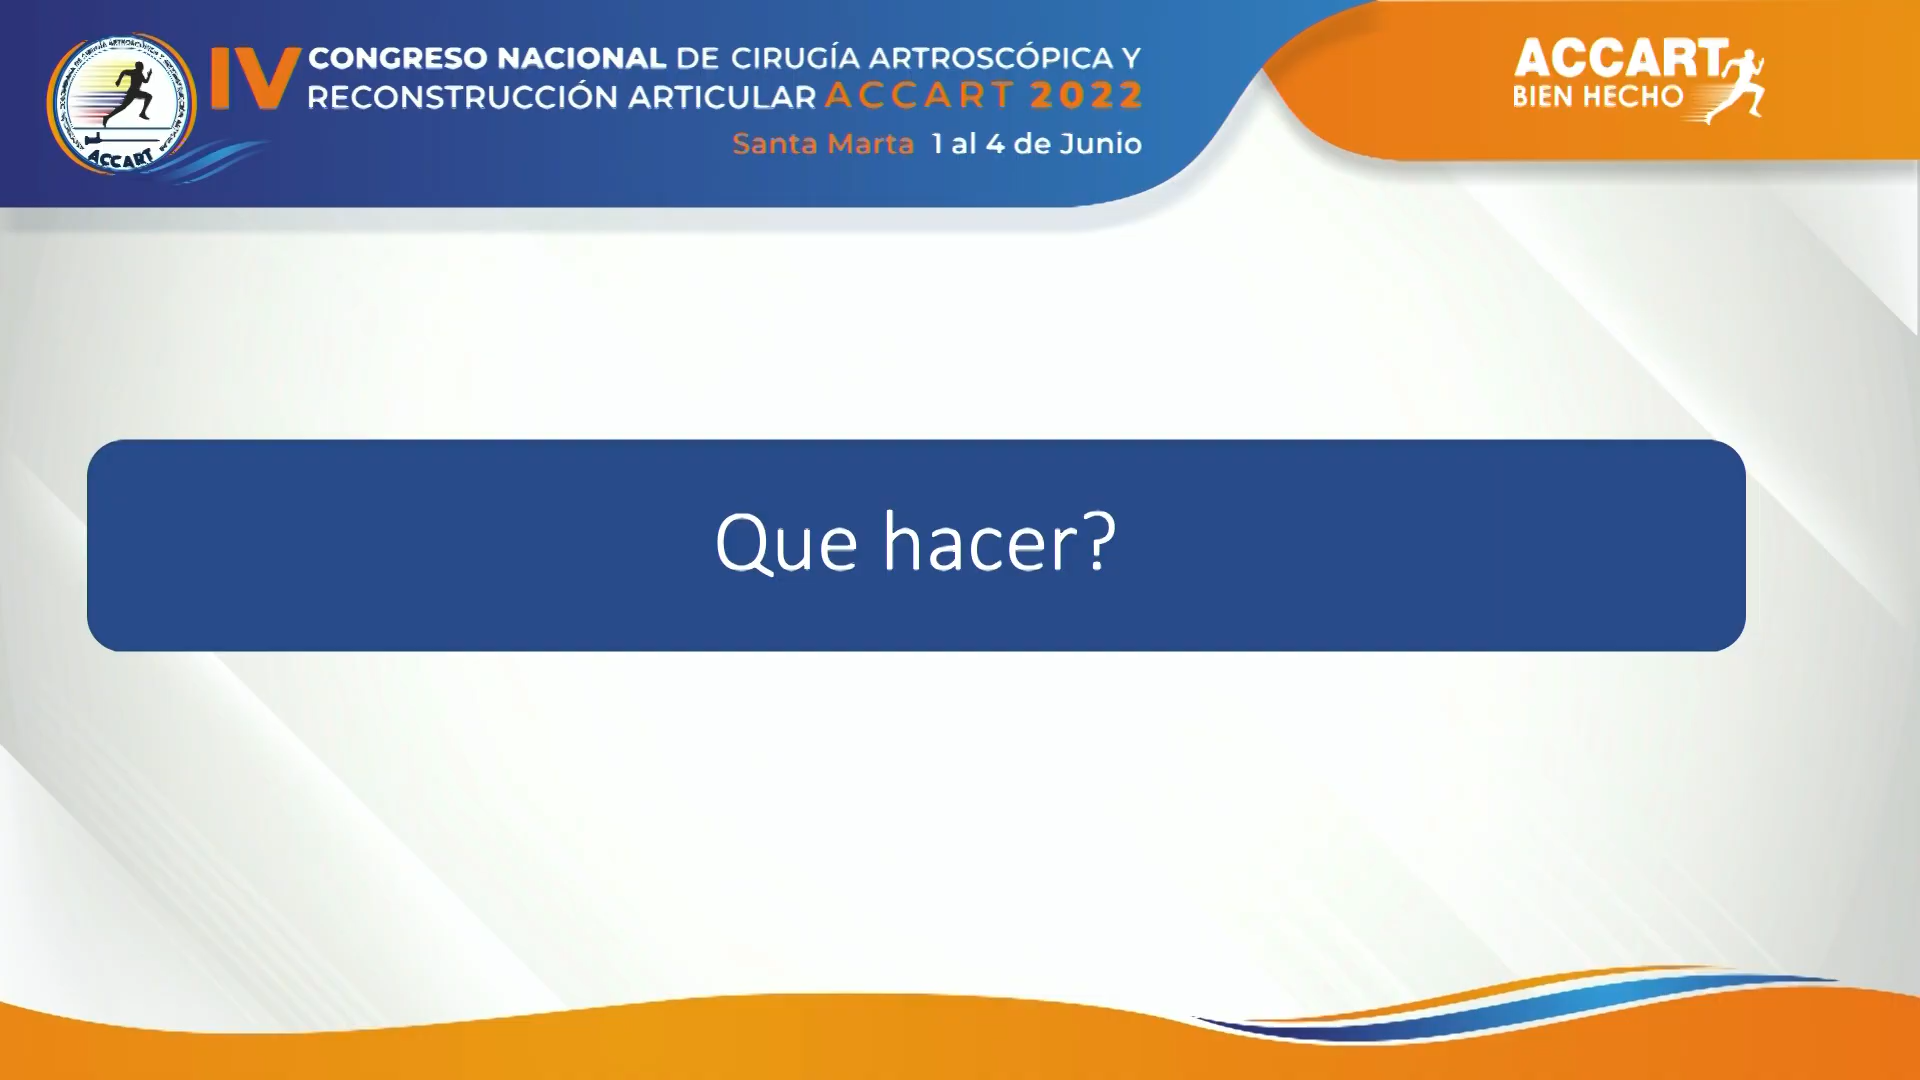 IV CONGRESO NACIONAL DE CIRUGÍA ARTROSCÓPICA Y
RECONSTRUCCIÓN ARTICULAR ACCART 2022
Santa Marta 1 al 4 de Junio
ACCART
ACCART
BIEN HECHO
Que hacer?